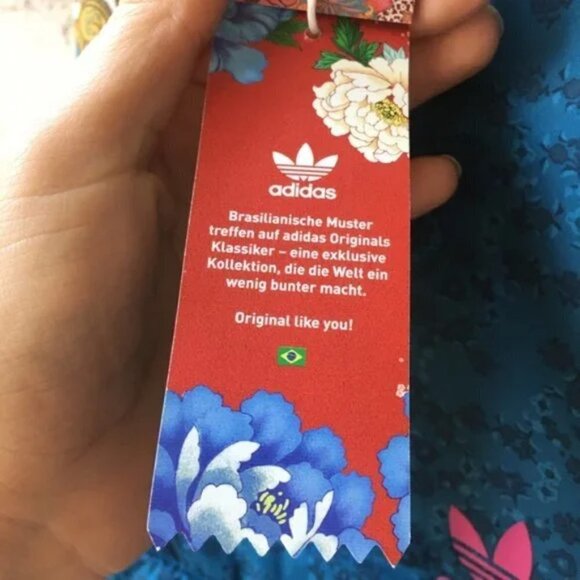 adidas
Brasilianische Muster
treffen auf adidas Originals
Klassiker – eine exklusive
Kollektion, die die Welt ein
wenig bunter macht.
Original like you!